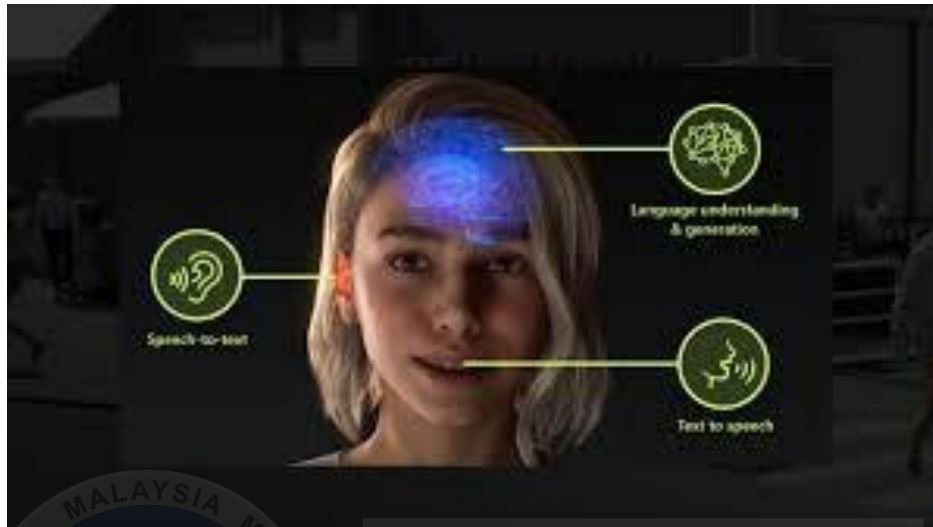 Language understanding
& generation
Speech-to-text
Text to speech
MALAYSIA